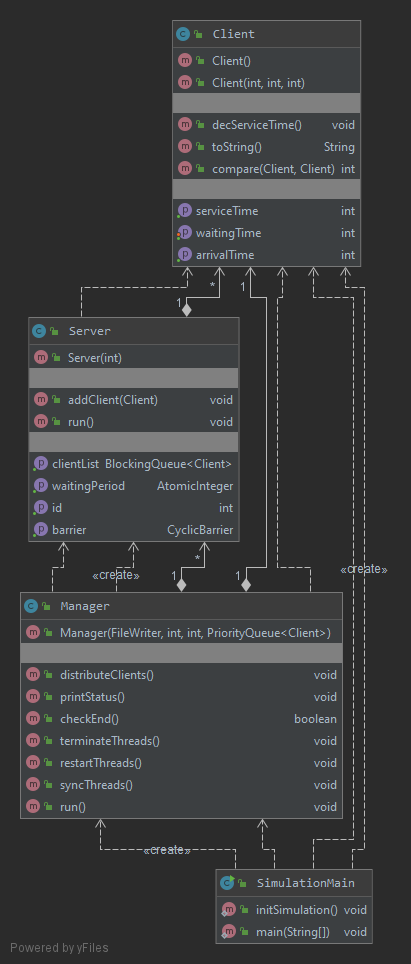 Client
Client()
Client(int, int, int)
decServiceTime() void
toString() String
compare(Client, Client) int
serviceTime int
waitingTime int
arrivalTime int
1 * 1
Server
Server(int)
addClient(Client) void
run() void
clientList BlockingQueue<Client>
waitingPeriod AtomicInteger
id int
barrier CyclicBarrier
* 
«create» «create»
1 1
Manager
Manager(FileWriter, int, int, PriorityQueue<Client>)
distributeClients() void
printStatus() void
checkEnd() boolean
terminateThreads() void
restartThreads() void
syncThreads() void
run() void
«create»
SimulationMain
initSimulation() void
main(String[]) void
Powered by yFiles